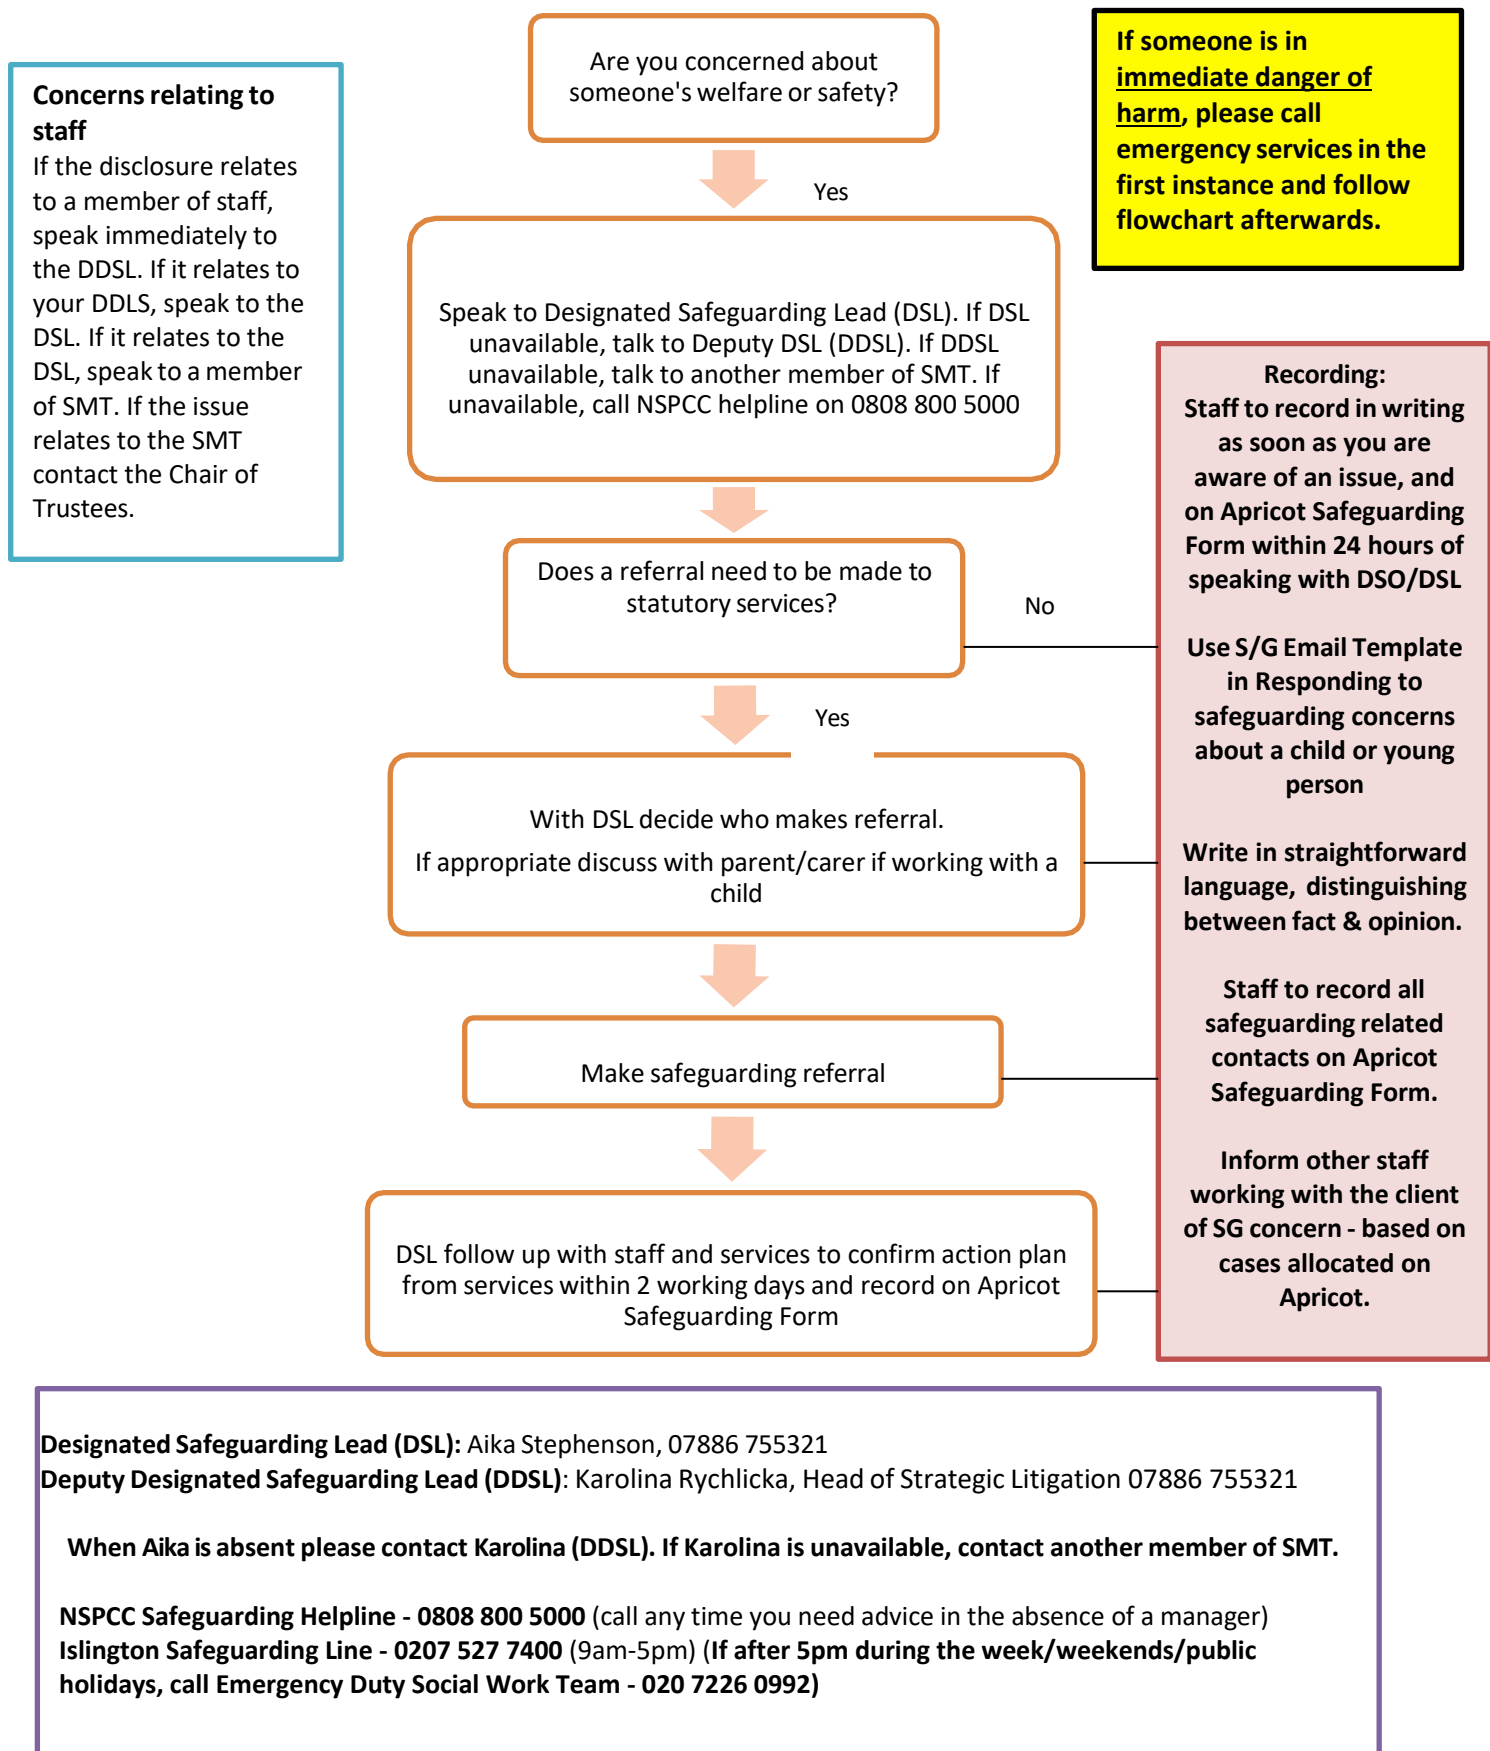 Are you concerned about
someone's welfare or safety?
If someone is in
immediate danger of
harm, please call
emergency services in the
first instance and follow
flowchart afterwards.
Concerns relating to
staff
If the disclosure relates
to a member of staff,
speak immediately to
the DDSL. If it relates to
your DDLS, speak to the
DSL. If it relates to the
DSL, speak to a member
of SMT. If the issue
relates to the SMT
contact the Chair of
Trustees.
Yes
Speak to Designated Safeguarding Lead (DSL). If DSL
unavailable, talk to Deputy DSL (DDSL). If DDSL
unavailable, talk to another member of SMT. If
unavailable, call NSPCC helpline on 0808 800 5000
Does a referral need to be made to
statutory services?
No
Yes
With DSL decide who makes referral.
If appropriate discuss with parent/carer if working with a
child
Make safeguarding referral
DSL follow up with staff and services to confirm action plan
from services within 2 working days and record on Apricot
Safeguarding Form
Recording:
Staff to record in writing
as soon as you are
aware of an issue, and
on Apricot Safeguarding
Form within 24 hours of
speaking with DSO/DSL
Use S/G Email Template
in Responding to
safeguarding concerns
about a child or young
person
Write in straightforward
language, distinguishing
between fact & opinion.
Staff to record all
safeguarding related
contacts on Apricot
Safeguarding Form.
Inform other staff
working with the client
of SG concern - based on
cases allocated on
Apricot.
Designated Safeguarding Lead (DSL): Aika Stephenson, 07886 755321
Deputy Designated Safeguarding Lead (DDSL): Karolina Rychlicka, Head of Strategic Litigation 07886 755321
When Aika is absent please contact Karolina (DDSL). If Karolina is unavailable, contact another member of SMT.
NSPCC Safeguarding Helpline - 0808 800 5000 (call any time you need advice in the absence of a manager)
Islington Safeguarding Line - 0207 527 7400 (9am-5pm) (If after 5pm during the week/weekends/public
holidays, call Emergency Duty Social Work Team - 020 7226 0992)